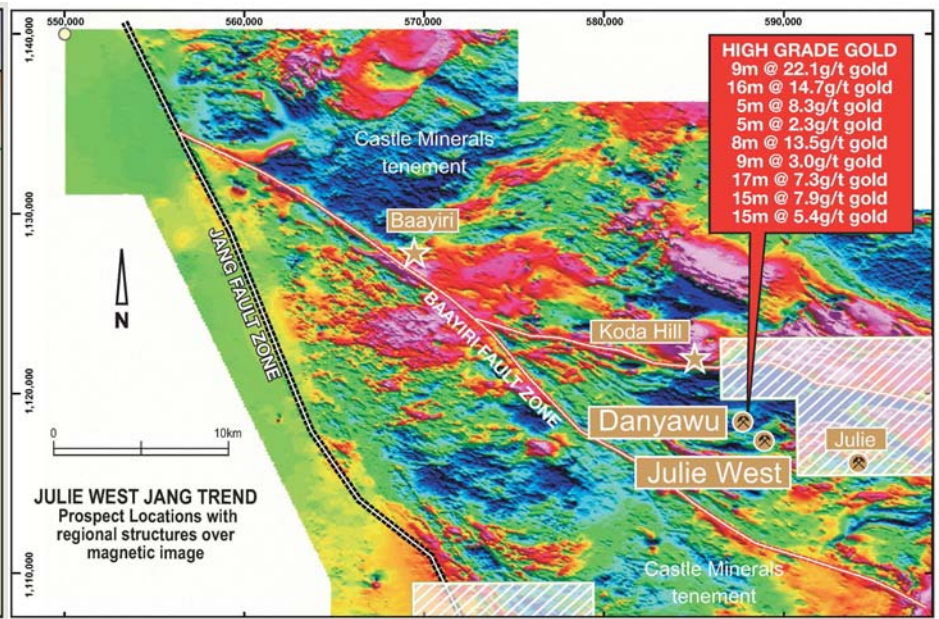 550,000
560,000
570,000
580,000
590,000
1,140,000
1,130,000
1,120,000
1,110,000
HIGH GRADE GOLD
9m @ 22.1g/t gold
16m @ 14.7g/t gold
5m @ 8.3g/t gold
5m @ 2.3g/t gold
8m @ 13.5g/t gold
9m @ 3.0g/t gold
17m @ 7.3g/t gold
15m @ 7.9g/t gold
15m @ 5.4g/t gold
Castle Minerals
tenement
Baayiri
JANG FAULT ZONE
N
BAAYIRI FAULT ZONE
Koda Hill
Danyawu
Julie
Julie West
0
10km
JULIE WEST JANG TREND
Prospect Locations with
regional structures over
magnetic image
Castle Minerals
tenement